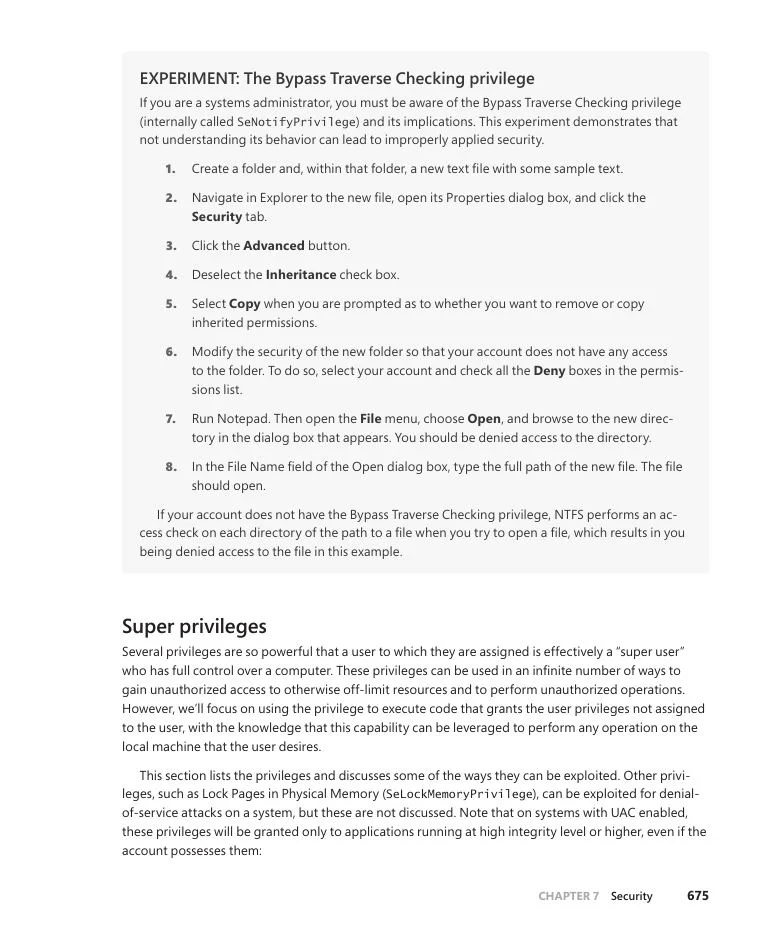 EXPERIMENT: The Bypass Traverse Checking privilege
If you are a systems administrator, you must be aware of the Bypass Traverse Checking privilege
(internally called SeNotifyPrivilege) and its implications. This experiment demonstrates that
not understanding its behavior can lead to improperly applied security.
1. Create a folder and, within that folder, a new text file with some sample text.
2. Navigate in Explorer to the new file, open its Properties dialog box, and click the
Security tab.
3. Click the Advanced button.
4. Deselect the Inheritance check box.
5. Select Copy when you are prompted as to whether you want to remove or copy
inherited permissions.
6. Modify the security of the new folder so that your account does not have any access
to the folder. To do so, select your account and check all the Deny boxes in the permis-
sions list.
7. Run Notepad. Then open the File menu, choose Open, and browse to the new direc-
tory in the dialog box that appears. You should be denied access to the directory.
8. In the File Name field of the Open dialog box, type the full path of the new file. The file
should open.
If your account does not have the Bypass Traverse Checking privilege, NTFS performs an ac-
cess check on each directory of the path to a file when you try to open a file, which results in you
being denied access to the file in this example.
Super privileges
Several privileges are so powerful that a user to which they are assigned is effectively a “super user”
who has full control over a computer. These privileges can be used in an infinite number of ways to
gain unauthorized access to otherwise off-limit resources and to perform unauthorized operations.
However, we’ll focus on using the privilege to execute code that grants the user privileges not assigned
to the user, with the knowledge that this capability can be leveraged to perform any operation on the
local machine that the user desires.
This section lists the privileges and discusses some of the ways they can be exploited. Other privi-
leges, such as Lock Pages in Physical Memory (SeLockMemoryPrivilege), can be exploited for denial-
of-service attacks on a system, but these are not discussed. Note that on systems with UAC enabled,
these privileges will be granted only to applications running at high integrity level or higher, even if the
account possesses them:
CHAPTER 7 Security 675